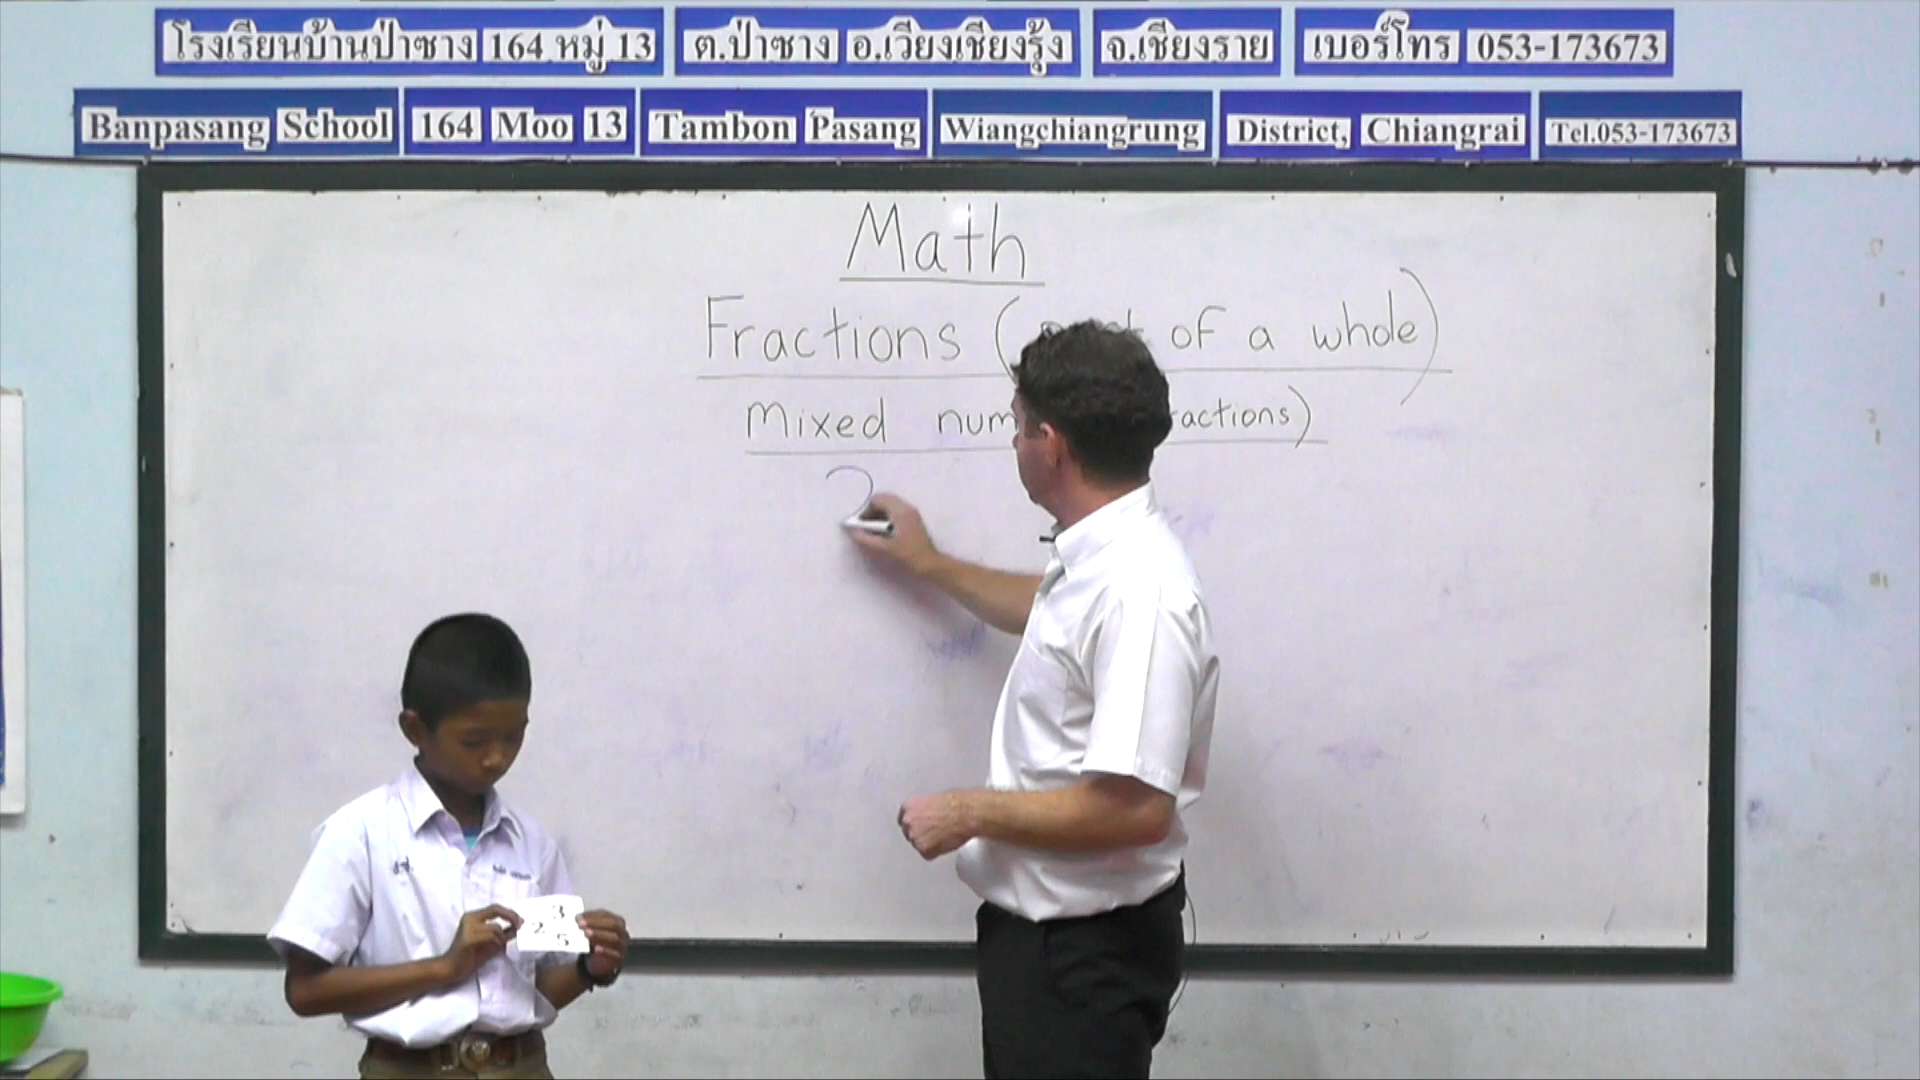 โรงเรียนบ้านป่าซาง 164 หมู่ 13 ต.ป่าซาง อ.เวียงเชียงรุ้ง จ.เชียงราย เบอร์โทร 053-173673
Banpasang School 164 Moo 13 Tambon Pasang Wiangchiangrung District, Chiangrai Tel.053-173673
Math
Fractions ( of a whole)
Mixed num actions)
2
3
2
5